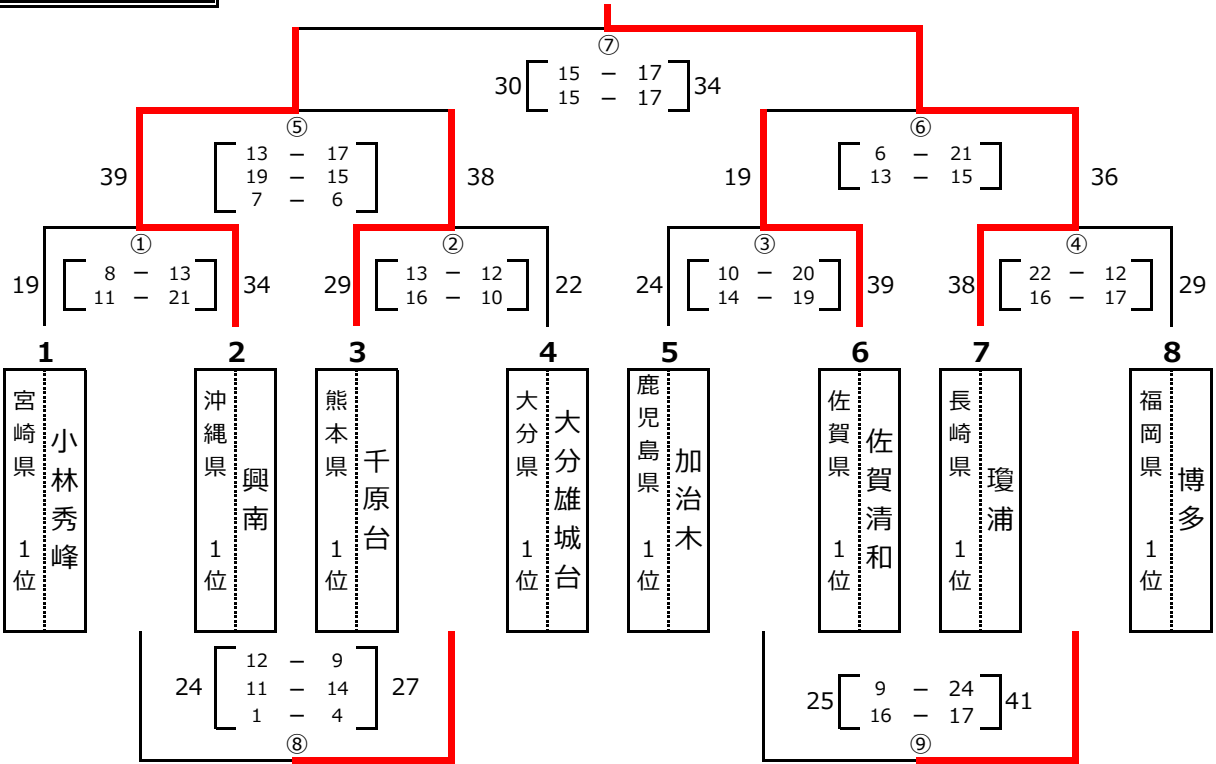 ⑦
30 15 − 17 34
15 − 17
⑤ ⑥
39 13 − 17 38 19 6 − 21 36
19 − 15 13 − 15
7 − 6
① ② ③ ④
19 8 − 13 34 29 13 − 12 22 24 10 − 20 39 38 22 − 12 29
11 − 21 16 − 10 14 − 19 16 − 17
1 2 3 4 5 6 7 8
宮崎県 1位
小林秀峰
沖縄県 1位
興南
熊本県 1位
千原台
大分県 1位
大分雄城台
鹿児島県 1位
加治木
佐賀県 1位
佐賀清和
長崎県 1位
瓊浦
福岡県 1位
博多
12 − 9
24 11 − 14 27
1 − 4
⑧
25 9 − 24 41
16 − 17
⑨